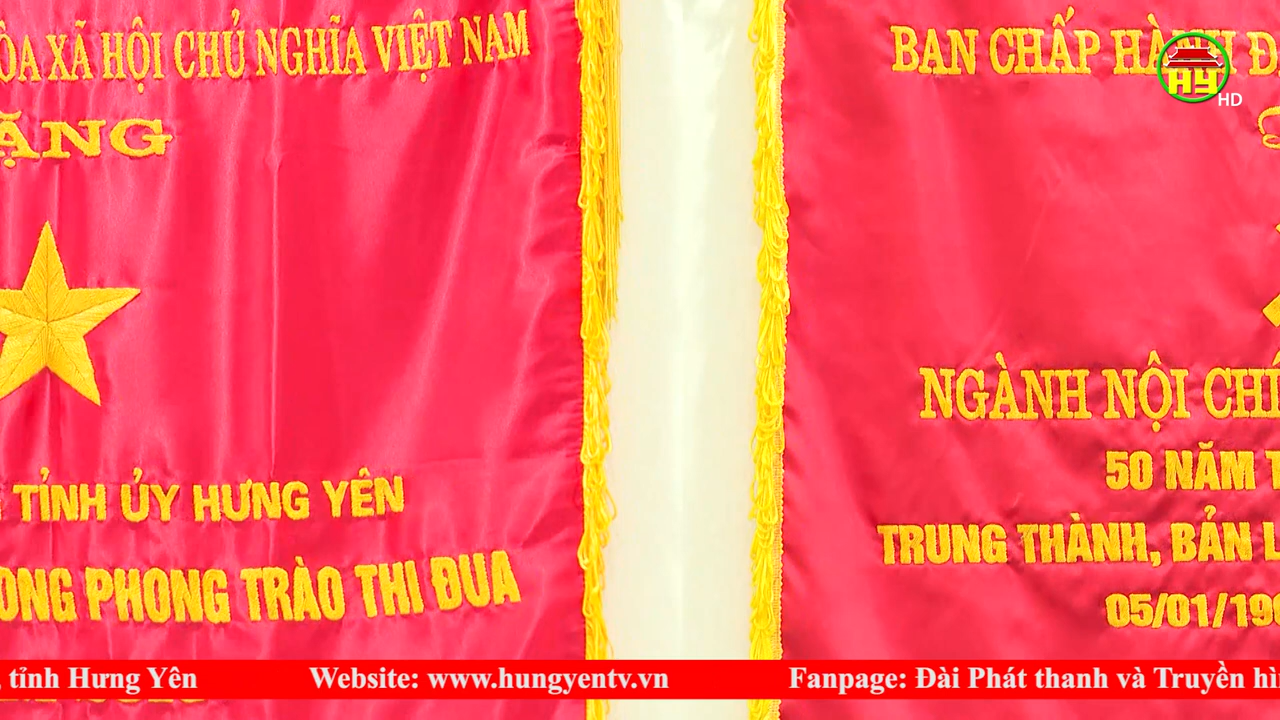 ÒA XÃ HỘI CHỦ NGHĨA VIỆT NAM
ẶNG
TỈNH ỦY HƯNG YÊN
ONG PHONG TRÀO THI ĐUA
BAN CHẤP HÀNH
NGÀNH NỘI CHÍ
50 NĂM T
TRUNG THÀNH, BẢN L
05/01/19
HY
HD
tỉnh Hưng Yên Website: www.hungyentv.vn Fanpage: Đài Phát thanh và Truyền hì